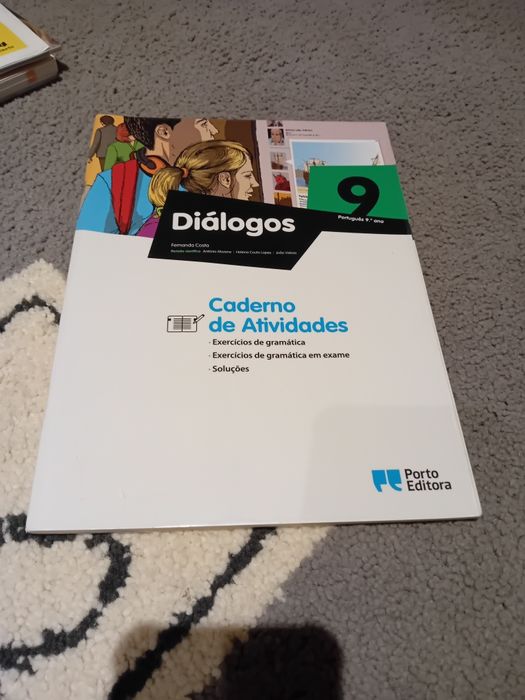 9
Português 9.º ano
Diálogos
Fernanda Costa
Caderno
de Atividades
· Exercícios de gramática
· Exercícios de gramática em exame
· Soluções
Porto
Editora